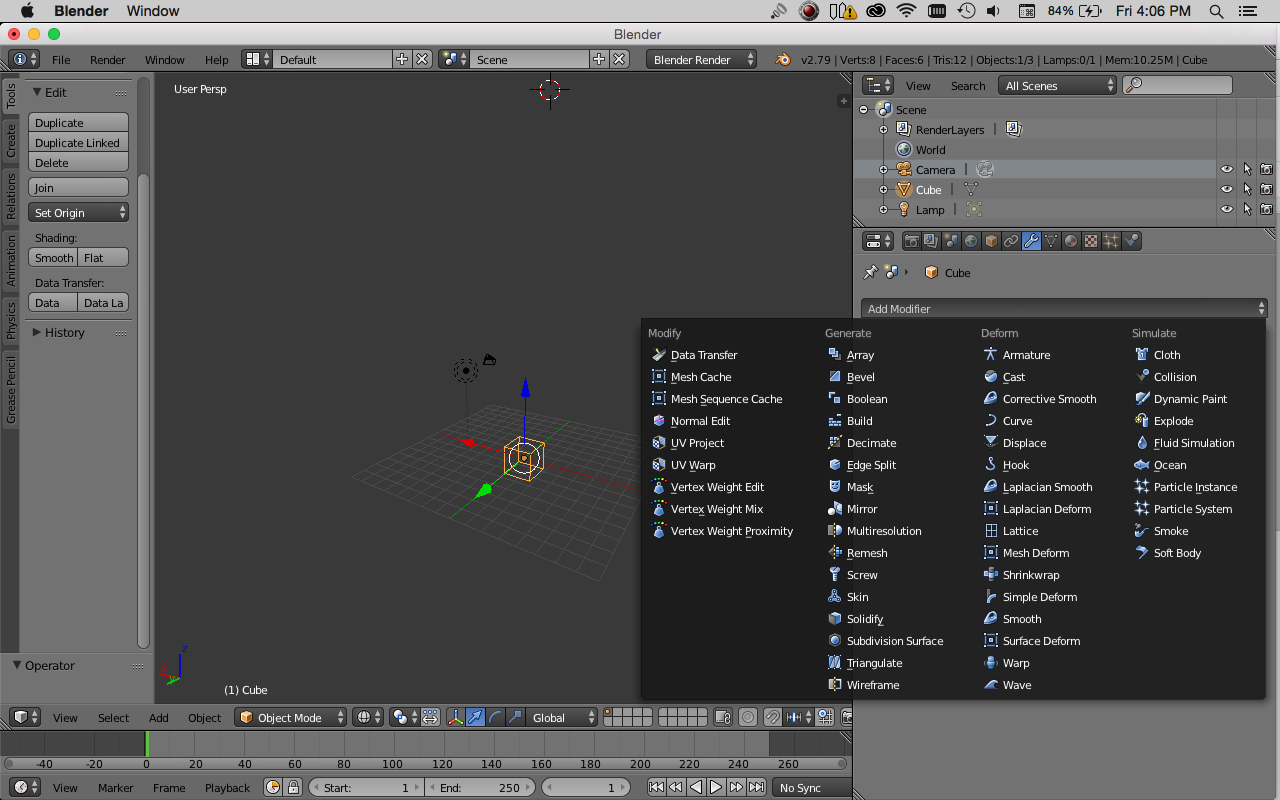 Blender Window 84% Fri 4:06 PM
Blender
File Render Window Help Default Scene Blender Render v2.79 | Verts:8 | Faces:6 | Tris:12 | Objects:1/3 | Lamps:0/1 | Mem:10.25M | Cube
Tools
Create
Relations
Animation
Physics
Grease Pencil
Edit
Duplicate
Duplicate Linked
Delete
Join
Set Origin
Shading:
Smooth Flat
Data Transfer:
Data Data La
History
Operator
User Persp
(1) Cube
View Search All Scenes
Scene
RenderLayers
World
Camera
Cube
Lamp
Cube
Add Modifier
Modify
Data Transfer
Mesh Cache
Mesh Sequence Cache
Normal Edit
UV Project
UV Warp
Vertex Weight Edit
Vertex Weight Mix
Vertex Weight Proximity
Generate
Array
Bevel
Boolean
Build
Decimate
Edge Split
Mask
Mirror
Multiresolution
Remesh
Screw
Skin
Solidify
Subdivision Surface
Triangulate
Wireframe
Deform
Armature
Cast
Corrective Smooth
Curve
Displace
Hook
Laplacian Smooth
Laplacian Deform
Lattice
Mesh Deform
Shrinkwrap
Simple Deform
Smooth
Surface Deform
Warp
Wave
Simulate
Cloth
Collision
Dynamic Paint
Explode
Fluid Simulation
Ocean
Particle Instance
Particle System
Smoke
Soft Body
View Select Add Object Object Mode Global
-40 -20 0 20 40 60 80 100 120 140 160 180 200 220 240 260
View Marker Frame Playback Start: 1 End: 250 1 No Sync